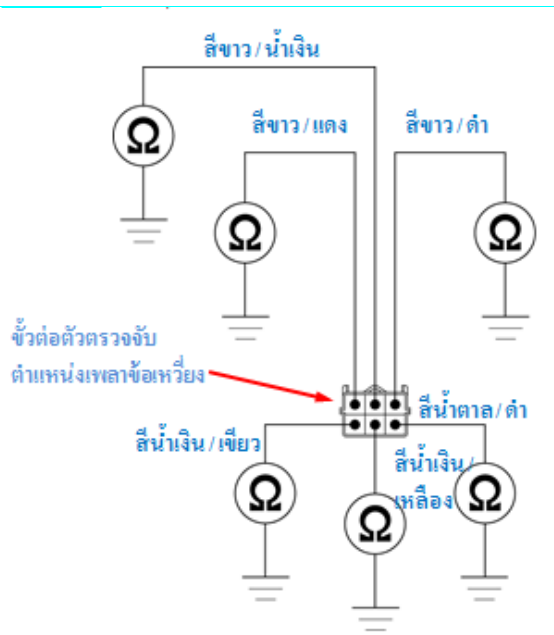 สีขาว / น้ำเงิน
สีขาว / แดง
สีขาว / ดำ
Ω
Ω
Ω
ขั้วต่อตัวตรวจจับ
ตำแหน่งเพลาข้อเหวี่ยง
สีน้ำตาล / ดำ
สีน้ำเงิน / เขียว
สีน้ำเงิน /
เหลือง
Ω
Ω
Ω